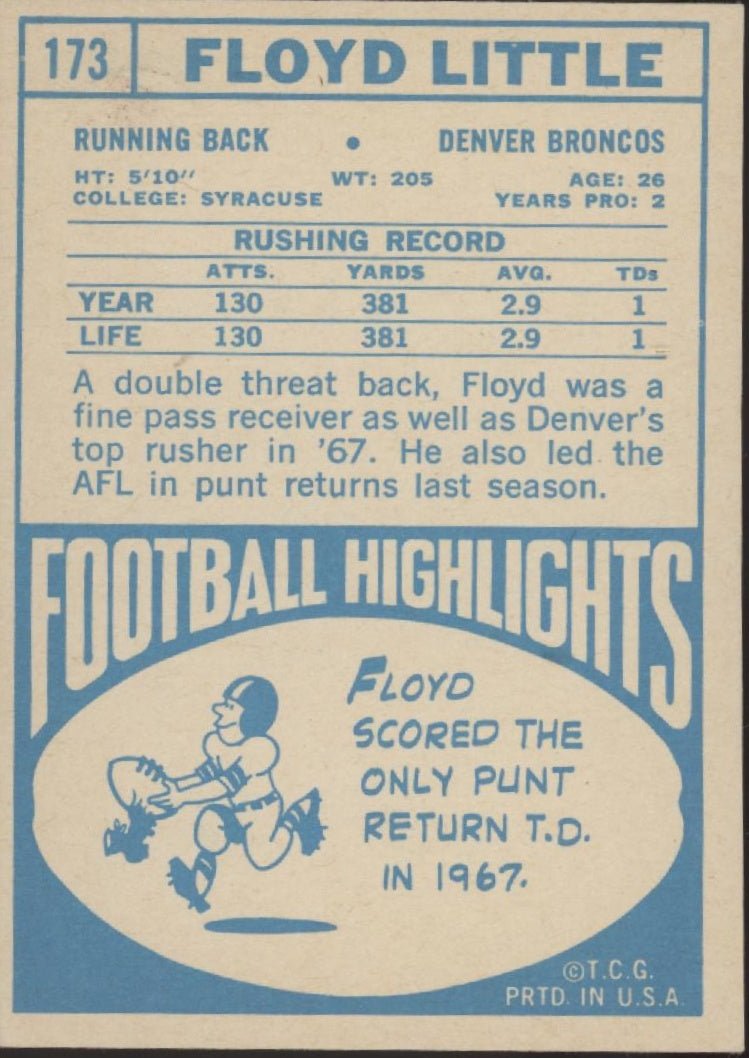 173 FLOYD LITTLE
RUNNING BACK • DENVER BRONCOS
HT: 5'10" WT: 205 AGE: 26
COLLEGE: SYRACUSE YEARS PRO: 2
RUSHING RECORD
ATTS. YARDS AVG. TDs
YEAR 130 381 2.9 1
LIFE 130 381 2.9 1
A double threat back, Floyd was a
fine pass receiver as well as Denver's
top rusher in '67. He also led the
AFL in punt returns last season.
FOOTBALL HIGHLIGHTS
FLOYD
SCORED THE
ONLY PUNT
RETURN T.D.
IN 1967.
©T.C.G.
PRTD. IN U.S.A.